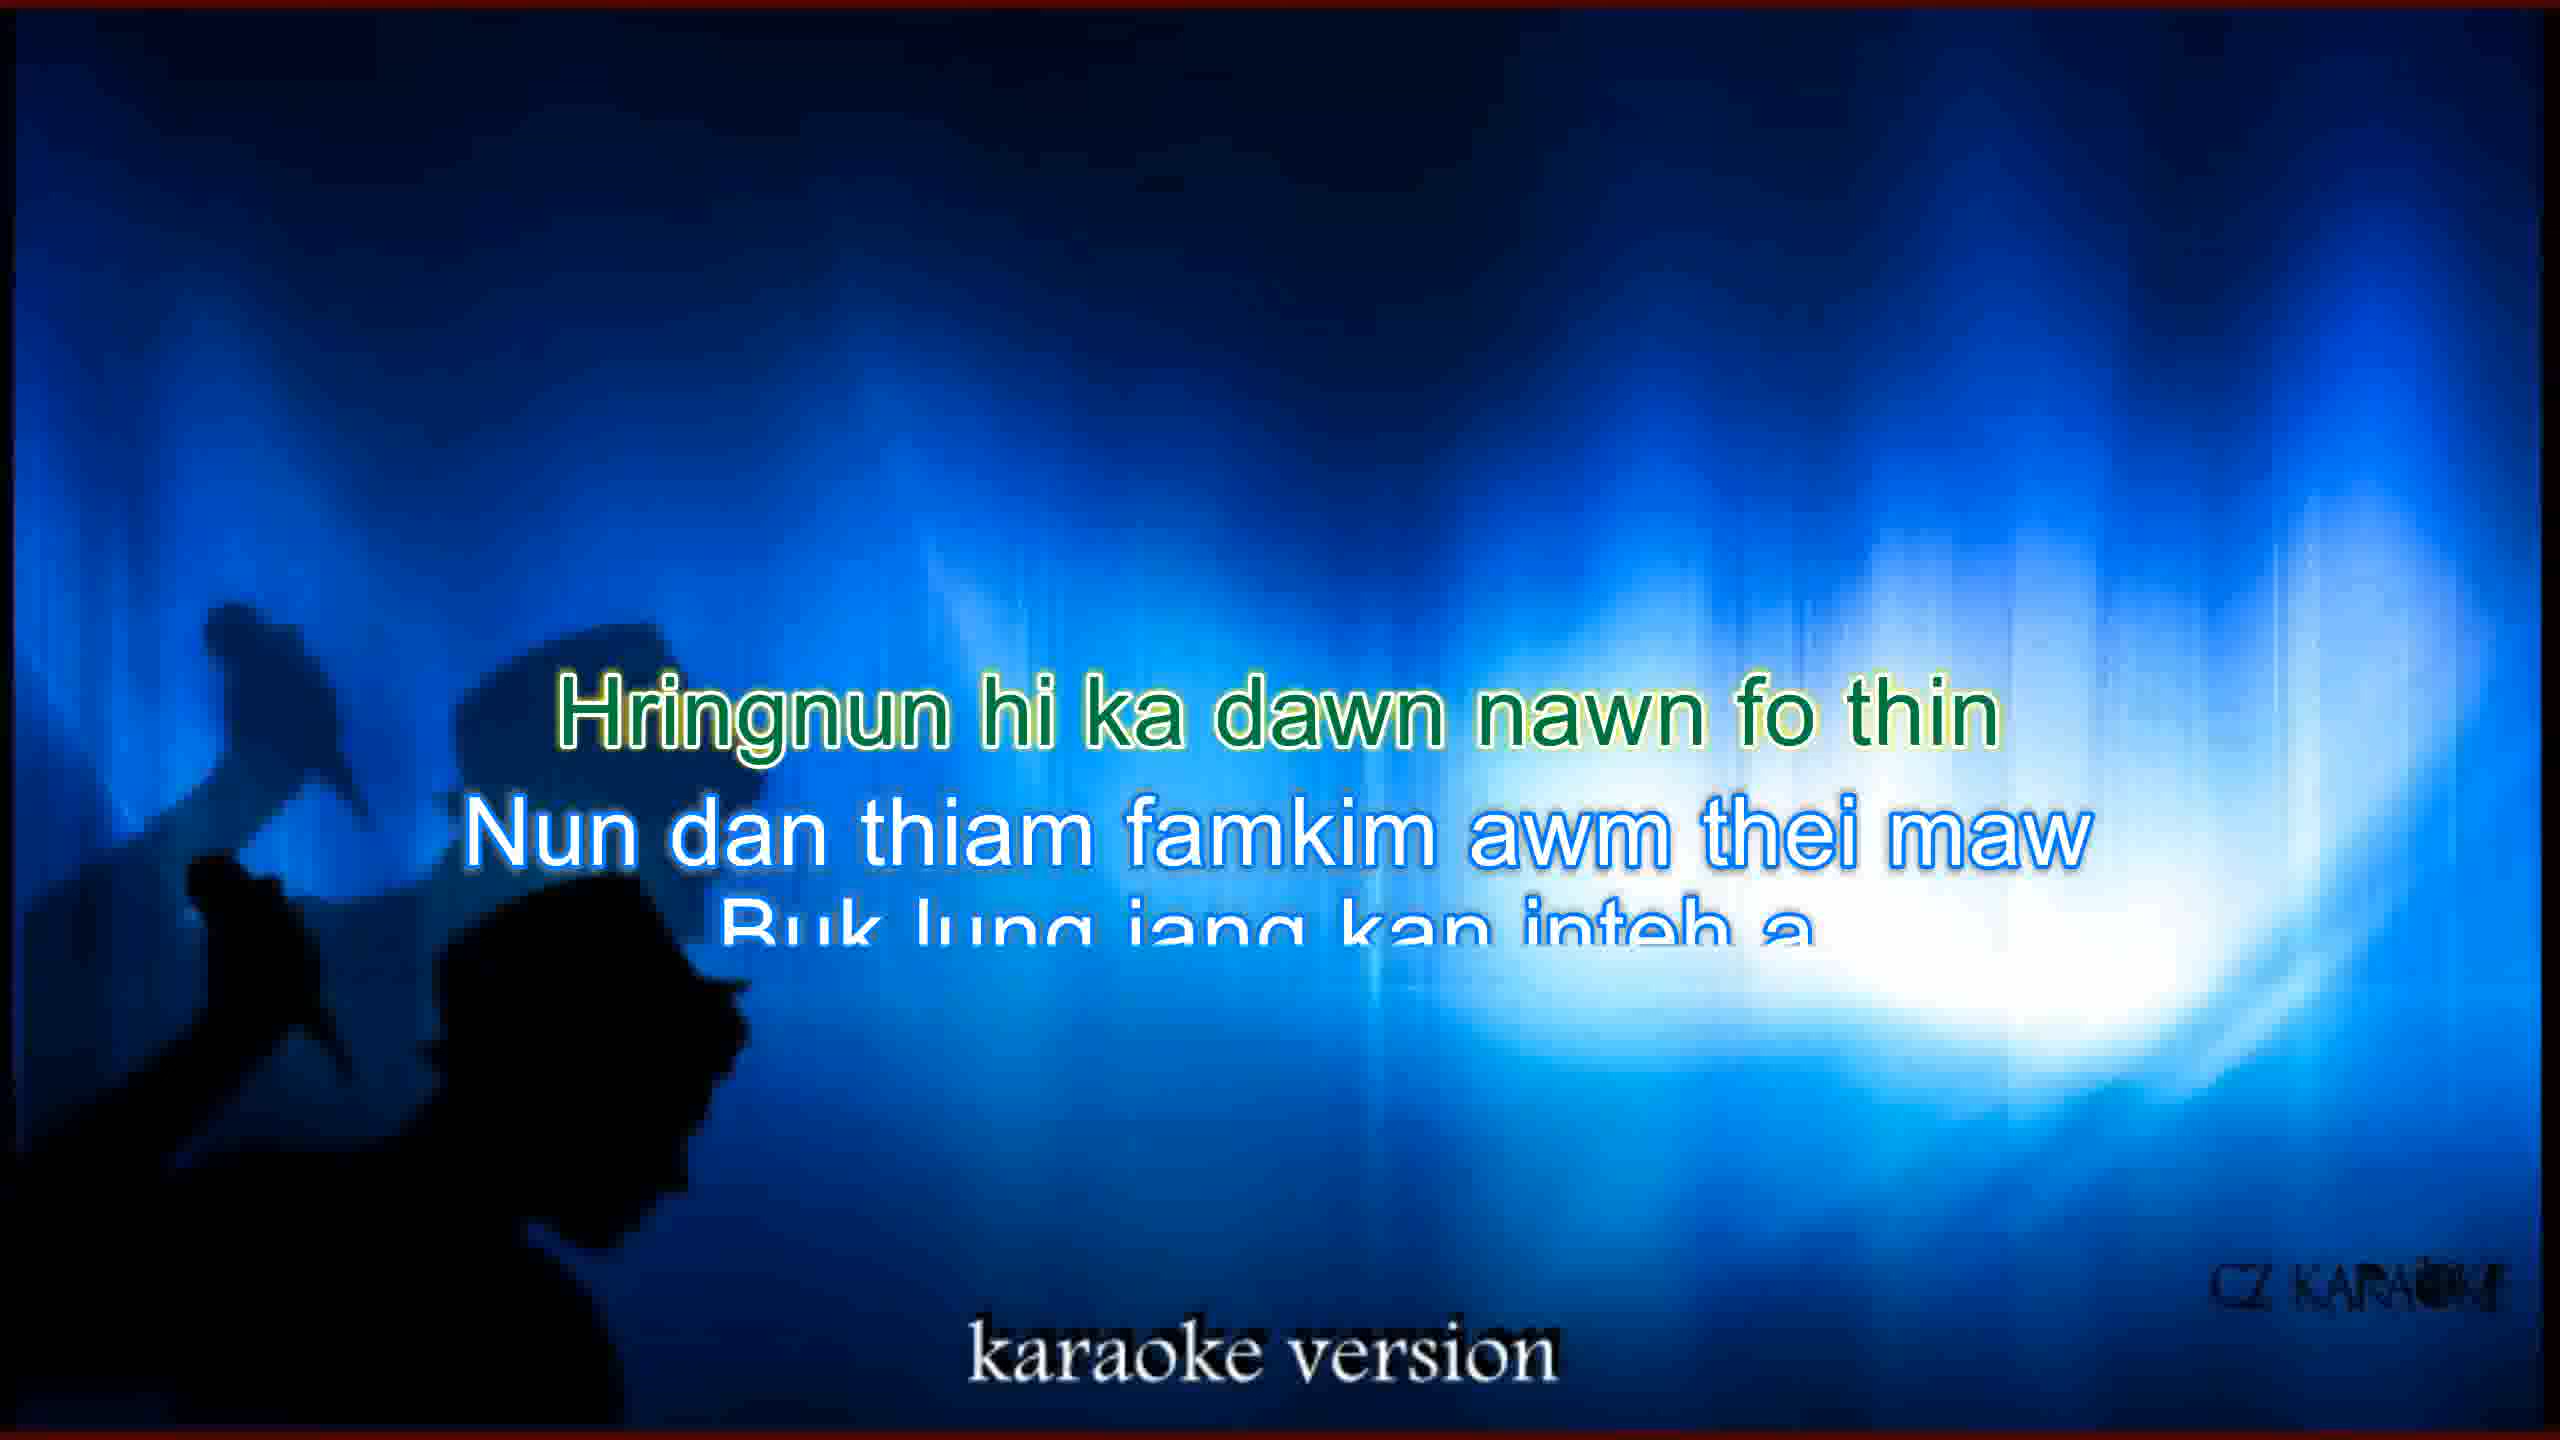 Hringnun hi ka dawn nawn fo thin
Nun dan thiam famkim awm thei maw
Buk lung iang kan inteh a
CZ KARAOKE
karaoke version